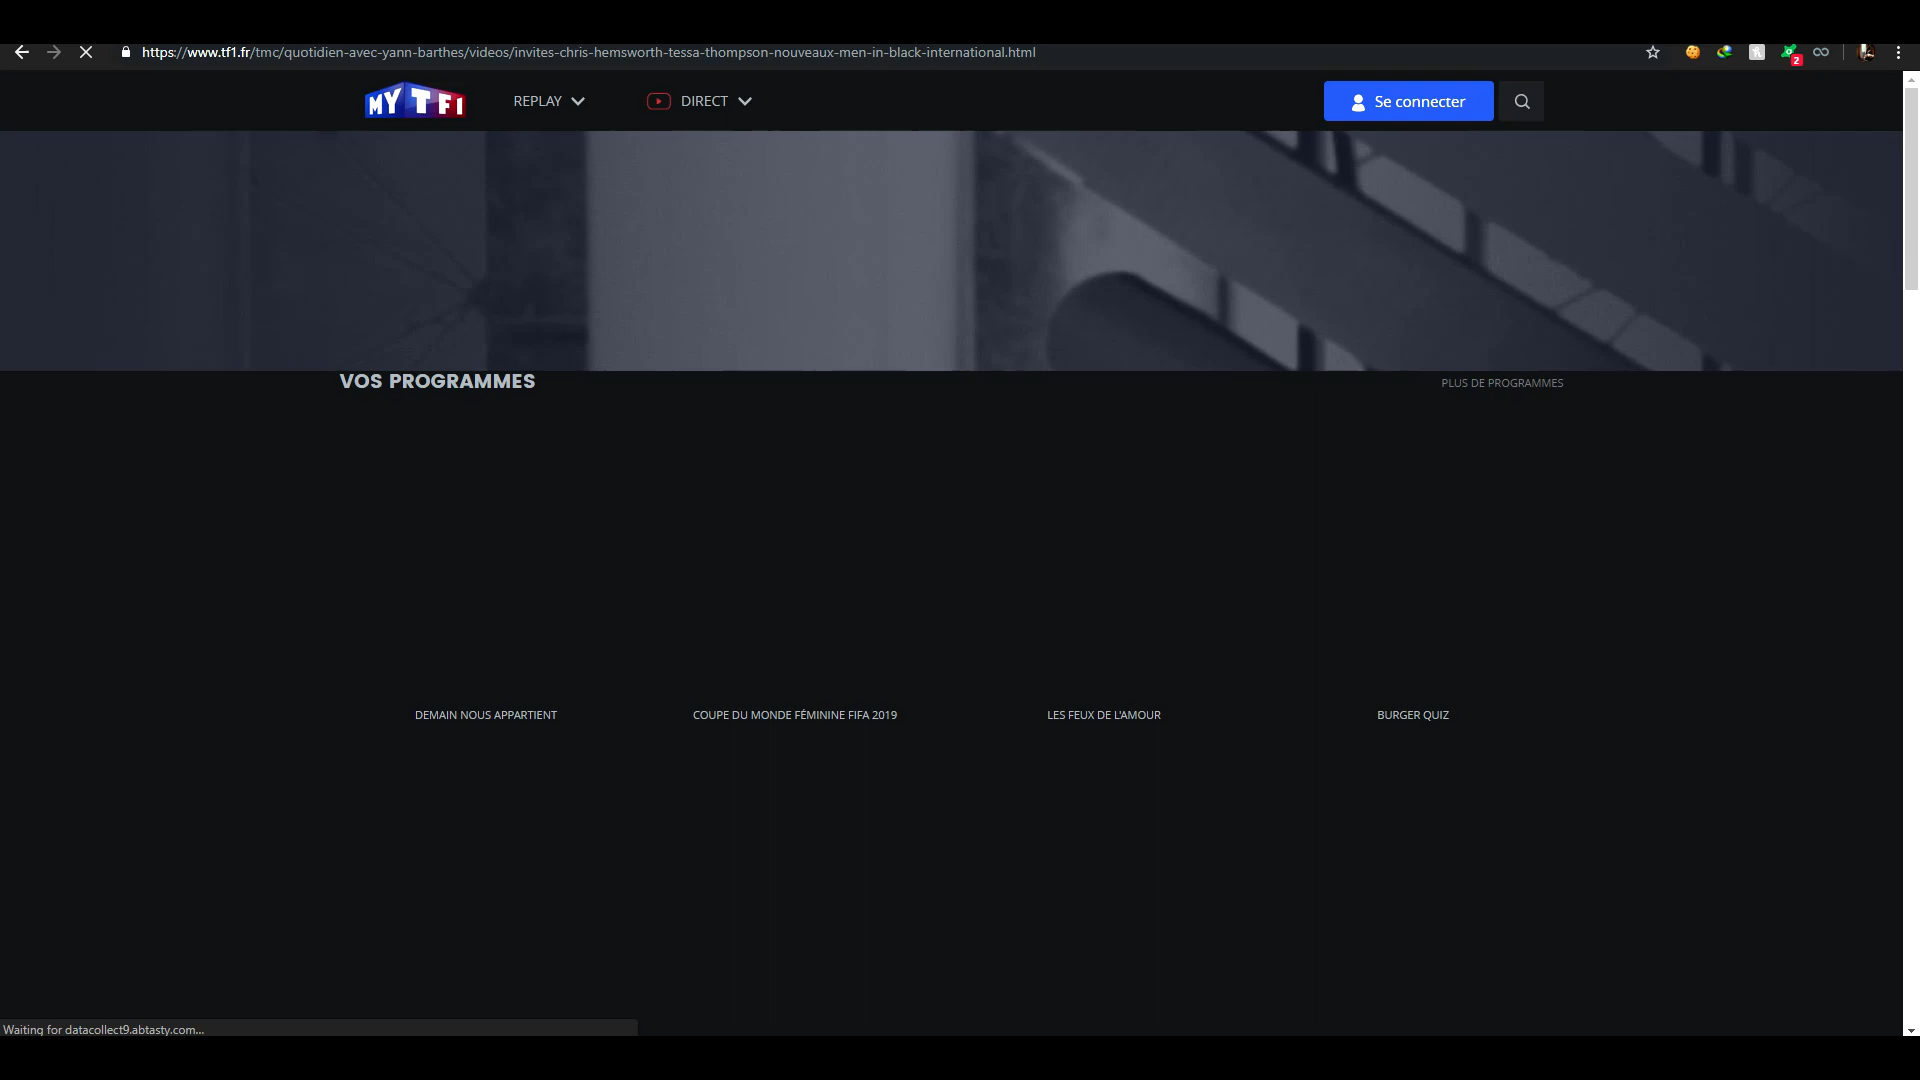 https://www.tf1.fr/tmc/quotidien-avec-yann-barthes/videos/invites-chris-hemsworth-tessa-thompson-nouveaux-men-in-black-international.html
2
MY TF1
REPLAY
DIRECT
Se connecter
VOS PROGRAMMES
PLUS DE PROGRAMMES
DEMAIN NOUS APPARTIENT
COUPE DU MONDE FÉMININE FIFA 2019
LES FEUX DE L'AMOUR
BURGER QUIZ
Waiting for datacollect9.abtasty.com...